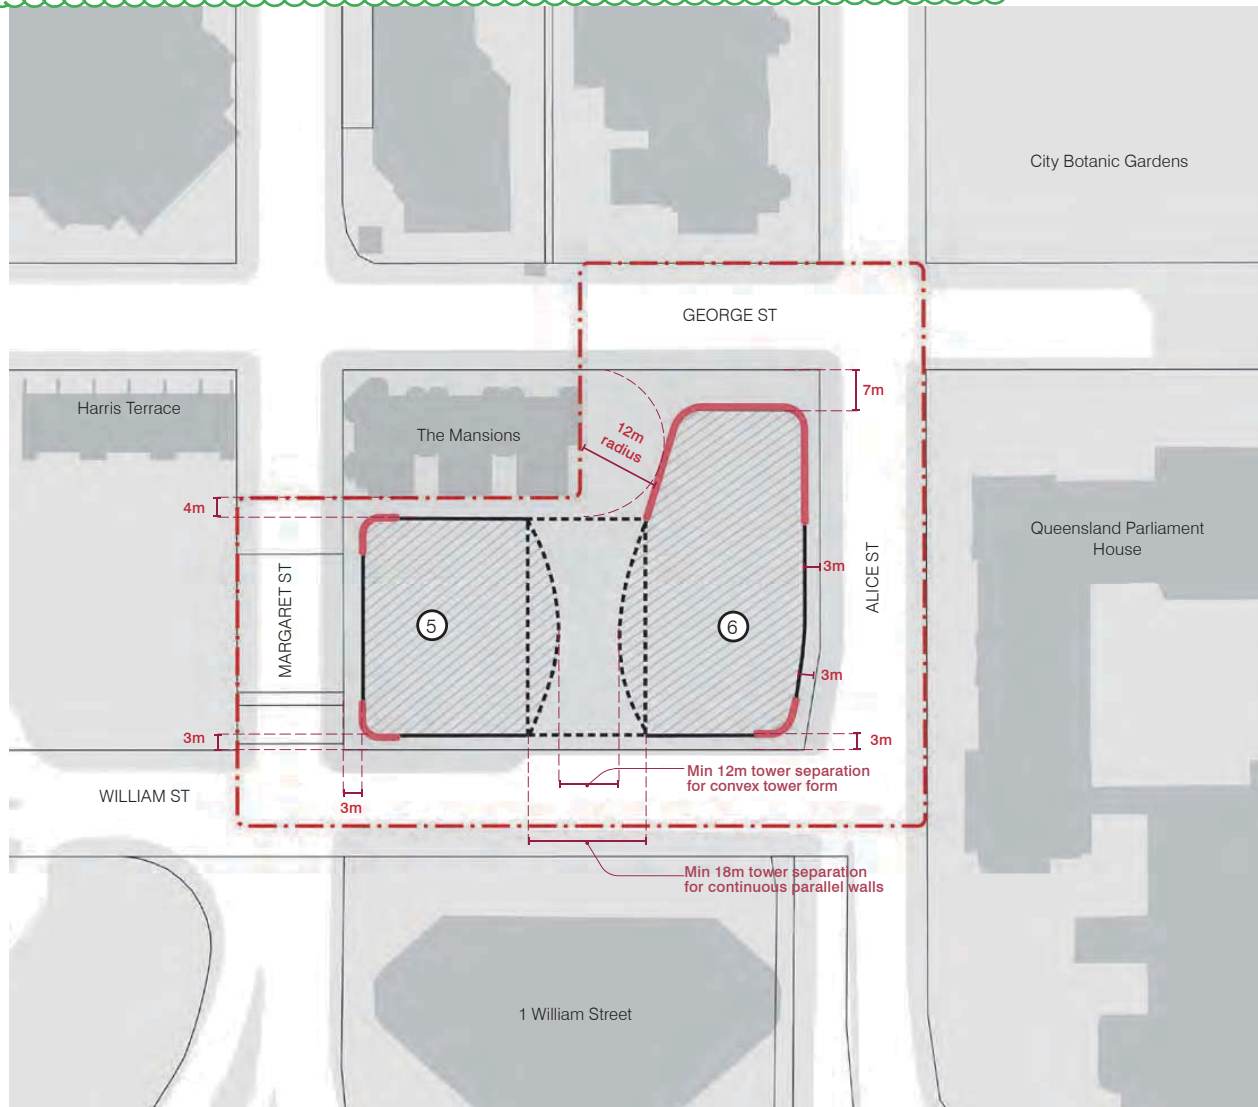 City Botanic Gardens
GEORGE ST
7m
Harris Terrace
The Mansions
12m
radius
4m
Queensland Parliament
House
3m
ALICE ST
MARGARET ST
5
6
3m
3m
3m
Min 12m tower separation
for convex tower form
WILLIAM ST
3m
Min 18m tower separation
for continuous parallel walls
1 William Street